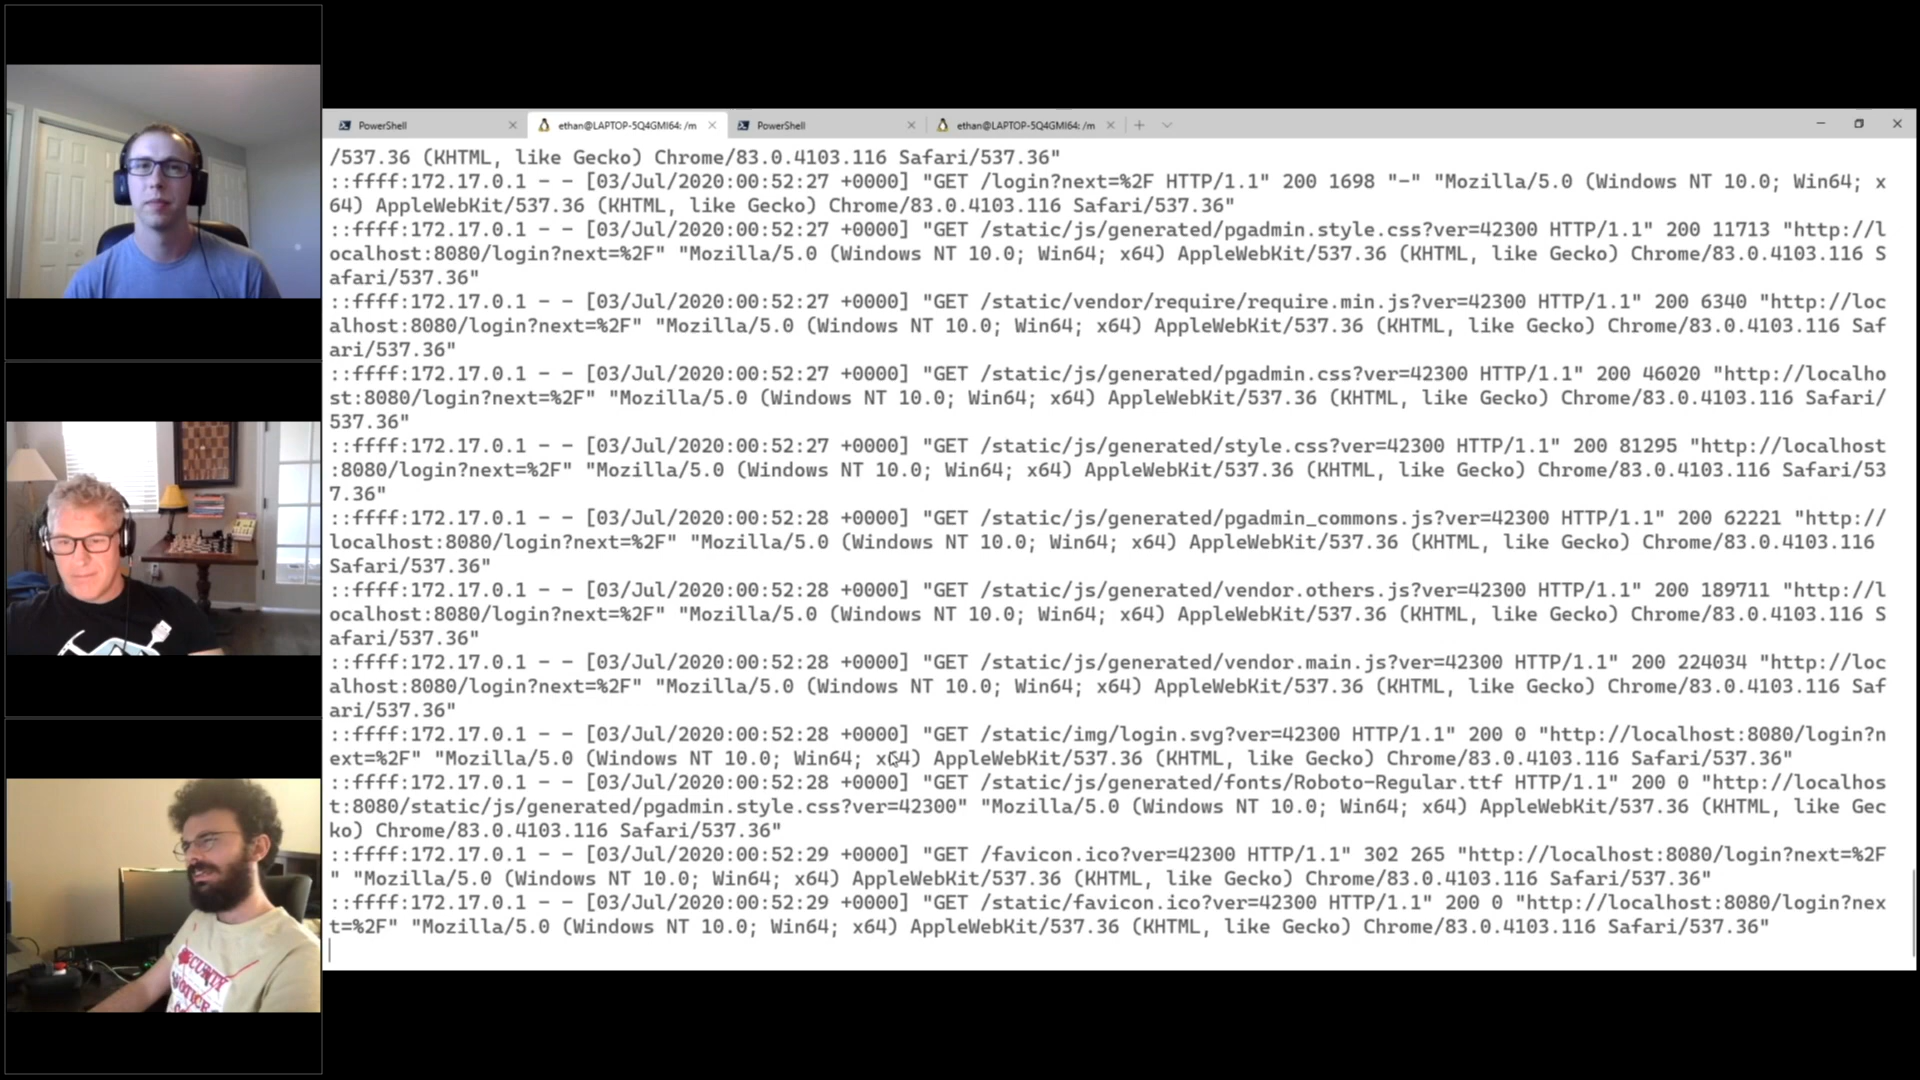 PowerShell
ethan@LAPTOP-5Q4GMI64: /m
PowerShell
ethan@LAPTOP-5Q4GMI64: /m
/537.36 (KHTML, like Gecko) Chrome/83.0.4103.116 Safari/537.36"
::ffff:172.17.0.1 - - [03/Jul/2020:00:52:27 +0000] "GET /login?next=%2F HTTP/1.1" 200 1698 "-" "Mozilla/5.0 (Windows NT 10.0; Win64; x
64) AppleWebKit/537.36 (KHTML, like Gecko) Chrome/83.0.4103.116 Safari/537.36"
::ffff:172.17.0.1 - - [03/Jul/2020:00:52:27 +0000] "GET /static/js/generated/pgadmin.style.css?ver=42300 HTTP/1.1" 200 11713 "http://l
ocalhost:8080/login?next=%2F" "Mozilla/5.0 (Windows NT 10.0; Win64; x64) AppleWebKit/537.36 (KHTML, like Gecko) Chrome/83.0.4103.116 S
afari/537.36"
::ffff:172.17.0.1 - - [03/Jul/2020:00:52:27 +0000] "GET /static/vendor/require/require.min.js?ver=42300 HTTP/1.1" 200 6340 "http://loc
alhost:8080/login?next=%2F" "Mozilla/5.0 (Windows NT 10.0; Win64; x64) AppleWebKit/537.36 (KHTML, like Gecko) Chrome/83.0.4103.116 Saf
ari/537.36"
::ffff:172.17.0.1 - - [03/Jul/2020:00:52:27 +0000] "GET /static/js/generated/pgadmin.css?ver=42300 HTTP/1.1" 200 46020 "http://localho
st:8080/login?next=%2F" "Mozilla/5.0 (Windows NT 10.0; Win64; x64) AppleWebKit/537.36 (KHTML, like Gecko) Chrome/83.0.4103.116 Safari/
537.36"
::ffff:172.17.0.1 - - [03/Jul/2020:00:52:27 +0000] "GET /static/js/generated/style.css?ver=42300 HTTP/1.1" 200 81295 "http://localhost
:8080/login?next=%2F" "Mozilla/5.0 (Windows NT 10.0; Win64; x64) AppleWebKit/537.36 (KHTML, like Gecko) Chrome/83.0.4103.116 Safari/53
7.36"
::ffff:172.17.0.1 - - [03/Jul/2020:00:52:28 +0000] "GET /static/js/generated/pgadmin_commons.js?ver=42300 HTTP/1.1" 200 62221 "http://
localhost:8080/login?next=%2F" "Mozilla/5.0 (Windows NT 10.0; Win64; x64) AppleWebKit/537.36 (KHTML, like Gecko) Chrome/83.0.4103.116
Safari/537.36"
::ffff:172.17.0.1 - - [03/Jul/2020:00:52:28 +0000] "GET /static/js/generated/vendor.others.js?ver=42300 HTTP/1.1" 200 189711 "http://l
ocalhost:8080/login?next=%2F" "Mozilla/5.0 (Windows NT 10.0; Win64; x64) AppleWebKit/537.36 (KHTML, like Gecko) Chrome/83.0.4103.116 S
afari/537.36"
::ffff:172.17.0.1 - - [03/Jul/2020:00:52:28 +0000] "GET /static/js/generated/vendor.main.js?ver=42300 HTTP/1.1" 200 224034 "http://loc
alhost:8080/login?next=%2F" "Mozilla/5.0 (Windows NT 10.0; Win64; x64) AppleWebKit/537.36 (KHTML, like Gecko) Chrome/83.0.4103.116 Saf
ari/537.36"
::ffff:172.17.0.1 - - [03/Jul/2020:00:52:28 +0000] "GET /static/img/login.svg?ver=42300 HTTP/1.1" 200 0 "http://localhost:8080/login?n
ext=%2F" "Mozilla/5.0 (Windows NT 10.0; Win64; x64) AppleWebKit/537.36 (KHTML, like Gecko) Chrome/83.0.4103.116 Safari/537.36"
::ffff:172.17.0.1 - - [03/Jul/2020:00:52:28 +0000] "GET /static/js/generated/fonts/Roboto-Regular.ttf HTTP/1.1" 200 0 "http://localhos
t:8080/static/js/generated/pgadmin.style.css?ver=42300" "Mozilla/5.0 (Windows NT 10.0; Win64; x64) AppleWebKit/537.36 (KHTML, like Gec
ko) Chrome/83.0.4103.116 Safari/537.36"
::ffff:172.17.0.1 - - [03/Jul/2020:00:52:29 +0000] "GET /favicon.ico?ver=42300 HTTP/1.1" 302 265 "http://localhost:8080/login?next=%2F
" "Mozilla/5.0 (Windows NT 10.0; Win64; x64) AppleWebKit/537.36 (KHTML, like Gecko) Chrome/83.0.4103.116 Safari/537.36"
::ffff:172.17.0.1 - - [03/Jul/2020:00:52:29 +0000] "GET /static/favicon.ico?ver=42300 HTTP/1.1" 200 0 "http://localhost:8080/login?nex
t=%2F" "Mozilla/5.0 (Windows NT 10.0; Win64; x64) AppleWebKit/537.36 (KHTML, like Gecko) Chrome/83.0.4103.116 Safari/537.36"